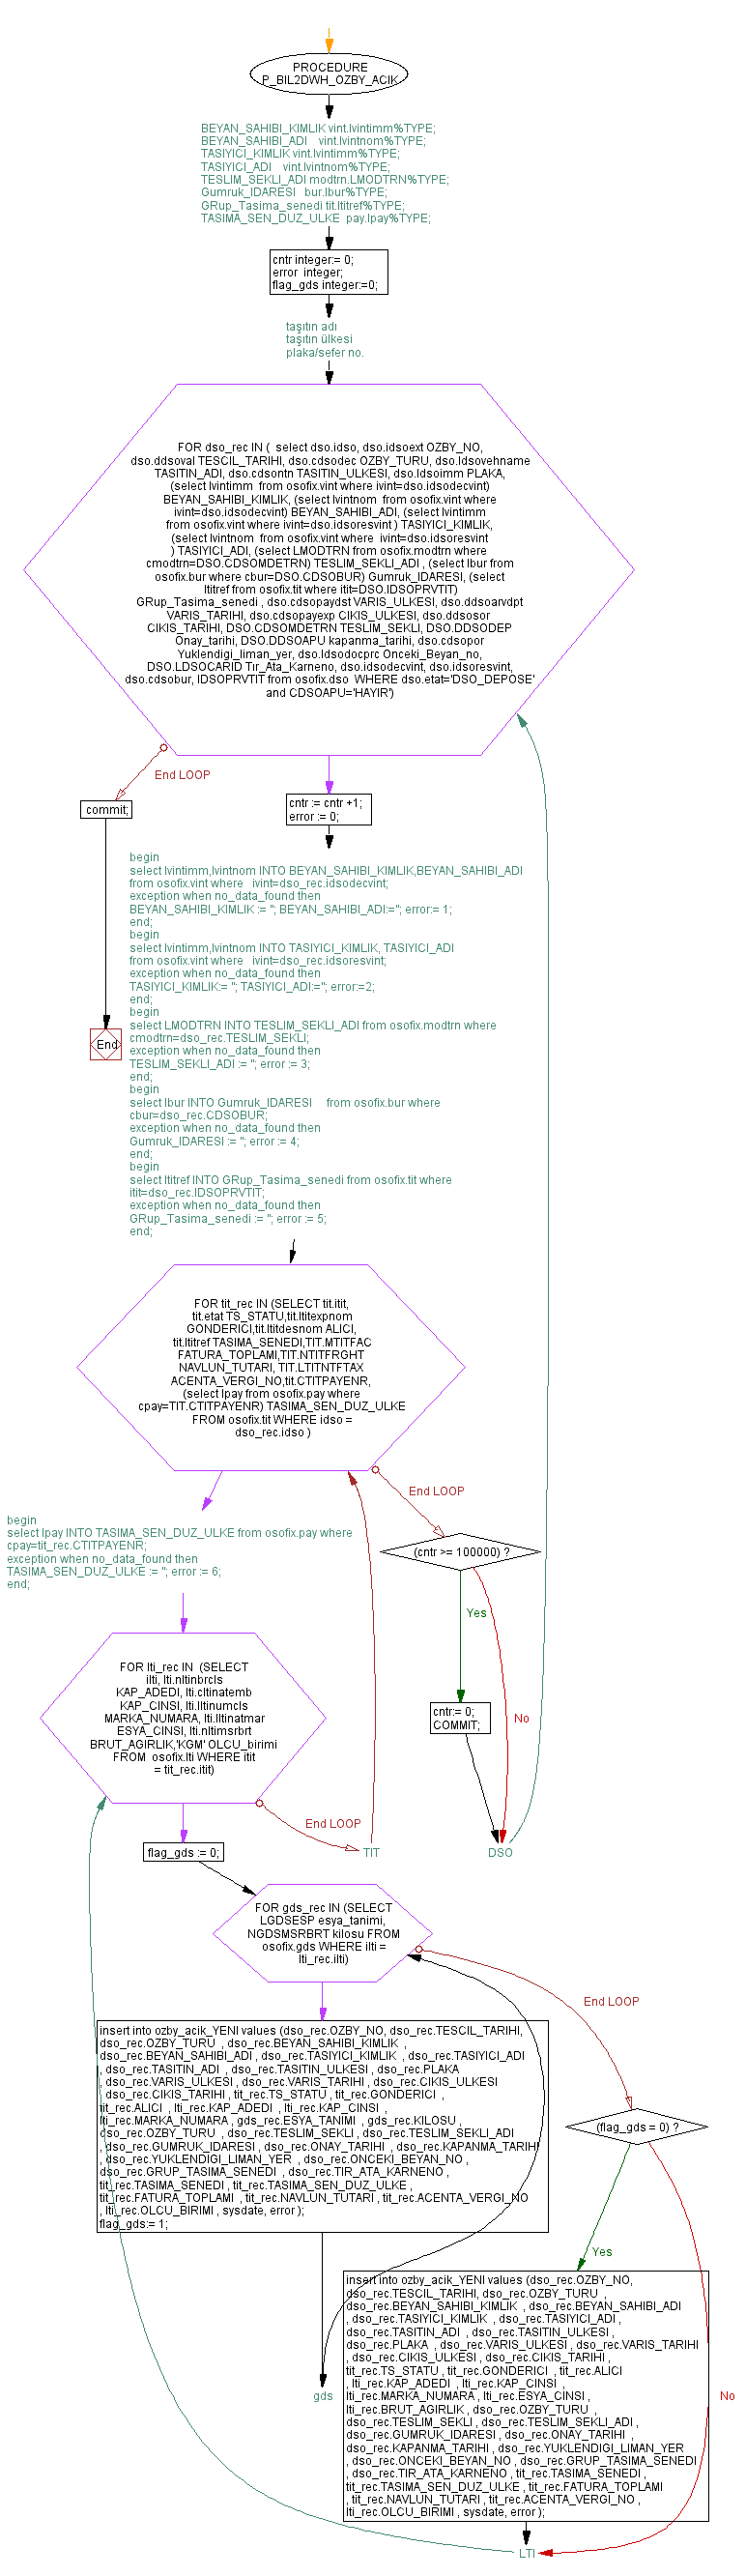 PROCEDURE
P_BIL2DWH_OZBY_ACIK
BEYAN_SAHIBI_KIMLIK vint.lvintimm%TYPE;
BEYAN_SAHIBI_ADI vint.lvintnom%TYPE;
TASIYICI_KIMLIK vint.lvintimm%TYPE;
TASIYICI_ADI vint.lvintnom%TYPE;
TESLIM_SEKLI_ADI modtrn.LMODTRN%TYPE;
Gumruk_IDARESI bur.lbur%TYPE;
GRup_Tasima_senedi tit.ltitref%TYPE;
TASIMA_SEN_DUZ_ULKE pay.lpay%TYPE;
cntr integer:= 0;
error integer;
flag_gds integer:=0;
taşıtın adı
taşıtın ülkesi
plaka/sefer no.
FOR dso_rec IN ( select dso.idso, dso.idsoext OZBY_NO,
dso.ddsoval TESCIL_TARIHI, dso.cdsodec OZBY_TURU, dso.ldsovehname
TASITIN_ADI, dso.cdsontn TASITIN_ULKESI, dso.ldsoimm PLAKA,
(select lvintimm from osofix.vint where ivint=dso.idsodecvint)
BEYAN_SAHIBI_KIMLIK, (select lvintnom from osofix.vint where
ivint=dso.idsodecvint) BEYAN_SAHIBI_ADI, (select lvintimm
from osofix.vint where ivint=dso.idsoresvint ) TASIYICI_KIMLIK,
(select lvintnom from osofix.vint where ivint=dso.idsoresvint
) TASIYICI_ADI, (select LMODTRN from osofix.modtrn where
cmodtrn=DSO.CDSOMDETRN) TESLIM_SEKLI_ADI , (select lbur from
osofix.bur where cbur=DSO.CDSOBUR) Gumruk_IDARESI, (select
ltitref from osofix.tit where itit=DSO.IDSOPRVTIT)
GRup_Tasima_senedi , dso.cdsopaydst VARIS_ULKESI, dso.ddsoarvdpt
VARIS_TARIHI, dso.cdsopayexp CIKIS_ULKESI, dso.ddsosor
CIKIS_TARIHI, DSO.CDSOMDETRN TESLIM_SEKLI, DSO.DDSODEP
Onay_tarihi, DSO.DDSOAPU kapanma_tarihi, dso.cdsopor
Yuklendigi_liman_yer, dso.ldsodocprc Onceki_Beyan_no,
DSO.LDSOCARID Tir_Ata_Karneno, dso.idsodecvint, dso.idsoresvint,
dso.cdsobur, IDSOPRVTIT from osofix.dso WHERE dso.etat='DSO_DEPOSE'
and CDSOAPU='HAYIR')
End LOOP
commit;
cntr := cntr +1;
error := 0;
begin
select lvintimm,lvintnom INTO BEYAN_SAHIBI_KIMLIK,BEYAN_SAHIBI_ADI
from osofix.vint where ivint=dso_rec.idsodecvint;
exception when no_data_found then
BEYAN_SAHIBI_KIMLIK := ''; BEYAN_SAHIBI_ADI:=''; error:= 1;
end;
begin
select lvintimm,lvintnom INTO TASIYICI_KIMLIK, TASIYICI_ADI
from osofix.vint where ivint=dso_rec.idsoresvint;
exception when no_data_found then
TASIYICI_KIMLIK:= ''; TASIYICI_ADI:=''; error:=2;
end;
begin
select LMODTRN INTO TESLIM_SEKLI_ADI from osofix.modtrn where
cmodtrn=dso_rec.TESLIM_SEKLI;
exception when no_data_found then
TESLIM_SEKLI_ADI := ''; error := 3;
end;
begin
select lbur INTO Gumruk_IDARESI from osofix.bur where
cbur=dso_rec.CDSOBUR;
exception when no_data_found then
Gumruk_IDARESI := ''; error := 4;
end;
begin
select ltitref INTO GRup_Tasima_senedi from osofix.tit where
itit=dso_rec.IDSOPRVTIT;
exception when no_data_found then
GRup_Tasima_senedi := ''; error := 5;
end;
End
FOR tit_rec IN (SELECT tit.itit,
tit.etat TS_STATU,tit.ltitexpnom
GONDERICI,tit.ltitdesnom ALICI,
tit.ltitref TASIMA_SENEDI,TIT.MTITFAC
FATURA_TOPLAMI,TIT.NTITFRGHT
NAVLUN_TUTARI, TIT.LTITNTFTAX
ACENTA_VERGI_NO,tit.CTITPAYENR,
(select lpay from osofix.pay where
cpay=TIT.CTITPAYENR) TASIMA_SEN_DUZ_ULKE
FROM osofix.tit WHERE idso =
dso_rec.idso )
End LOOP
begin
select lpay INTO TASIMA_SEN_DUZ_ULKE from osofix.pay where
cpay=tit_rec.CTITPAYENR;
exception when no_data_found then
TASIMA_SEN_DUZ_ULKE := ''; error := 6;
end;
(cntr >= 100000) ?
Yes
FOR lti_rec IN (SELECT
ilti, lti.nltinbrcls
KAP_ADEDI, lti.cltinatemb
KAP_CINSI, lti.lltinumcls
MARKA_NUMARA, lti.lltinatmar
ESYA_CINSI, lti.nltimsrbrt
BRUT_AGIRLIK,'KGM' OLCU_birimi
FROM osofix.lti WHERE itit
= tit_rec.itit)
cntr:= 0;
COMMIT;
No
End LOOP
TIT
DSO
flag_gds := 0;
FOR gds_rec IN (SELECT
LGDSESP esya_tanimi,
NGDSMSRBRT kilosu FROM
osofix.gds WHERE ilti =
lti_rec.ilti)
End LOOP
insert into ozby_acik_YENI values (dso_rec.OZBY_NO, dso_rec.TESCIL_TARIHI,
dso_rec.OZBY_TURU , dso_rec.BEYAN_SAHIBI_KIMLIK ,
dso_rec.BEYAN_SAHIBI_ADI , dso_rec.TASIYICI_KIMLIK , dso_rec.TASIYICI_ADI
, dso_rec.TASITIN_ADI , dso_rec.TASITIN_ULKESI , dso_rec.PLAKA
, dso_rec.VARIS_ULKESI , dso_rec.VARIS_TARIHI , dso_rec.CIKIS_ULKESI
, dso_rec.CIKIS_TARIHI , tit_rec.TS_STATU , tit_rec.GONDERICI ,
tit_rec.ALICI , lti_rec.KAP_ADEDI , lti_rec.KAP_CINSI ,
lti_rec.MARKA_NUMARA , gds_rec.ESYA_TANIMI , gds_rec.KILOSU ,
dso_rec.OZBY_TURU , dso_rec.TESLIM_SEKLI , dso_rec.TESLIM_SEKLI_ADI
, dso_rec.GUMRUK_IDARESI , dso_rec.ONAY_TARIHI , dso_rec.KAPANMA_TARIHI
, dso_rec.YUKLENDIGI_LIMAN_YER , dso_rec.ONCEKI_BEYAN_NO ,
dso_rec.GRUP_TASIMA_SENEDI , dso_rec.TIR_ATA_KARNENO ,
tit_rec.TASIMA_SENEDI , tit_rec.TASIMA_SEN_DUZ_ULKE ,
tit_rec.FATURA_TOPLAMI , tit_rec.NAVLUN_TUTARI , tit_rec.ACENTA_VERGI_NO
, lti_rec.OLCU_BIRIMI , sysdate, error );
flag_gds:= 1;
(flag_gds = 0) ?
Yes
insert into ozby_acik_YENI values (dso_rec.OZBY_NO,
dso_rec.TESCIL_TARIHI, dso_rec.OZBY_TURU ,
dso_rec.BEYAN_SAHIBI_KIMLIK , dso_rec.BEYAN_SAHIBI_ADI
, dso_rec.TASIYICI_KIMLIK , dso_rec.TASIYICI_ADI ,
dso_rec.TASITIN_ADI , dso_rec.TASITIN_ULKESI ,
dso_rec.PLAKA , dso_rec.VARIS_ULKESI , dso_rec.VARIS_TARIHI
, dso_rec.CIKIS_ULKESI , dso_rec.CIKIS_TARIHI ,
tit_rec.TS_STATU , tit_rec.GONDERICI , tit_rec.ALICI
, lti_rec.KAP_ADEDI , lti_rec.KAP_CINSI ,
lti_rec.MARKA_NUMARA , lti_rec.ESYA_CINSI ,
lti_rec.BRUT_AGIRLIK , dso_rec.OZBY_TURU ,
dso_rec.TESLIM_SEKLI , dso_rec.TESLIM_SEKLI_ADI ,
dso_rec.GUMRUK_IDARESI , dso_rec.ONAY_TARIHI ,
dso_rec.KAPANMA_TARIHI , dso_rec.YUKLENDIGI_LIMAN_YER
, dso_rec.ONCEKI_BEYAN_NO , dso_rec.GRUP_TASIMA_SENEDI
, dso_rec.TIR_ATA_KARNENO , tit_rec.TASIMA_SENEDI ,
tit_rec.TASIMA_SEN_DUZ_ULKE , tit_rec.FATURA_TOPLAMI
, tit_rec.NAVLUN_TUTARI , tit_rec.ACENTA_VERGI_NO ,
lti_rec.OLCU_BIRIMI , sysdate, error );
gds
No
LTI